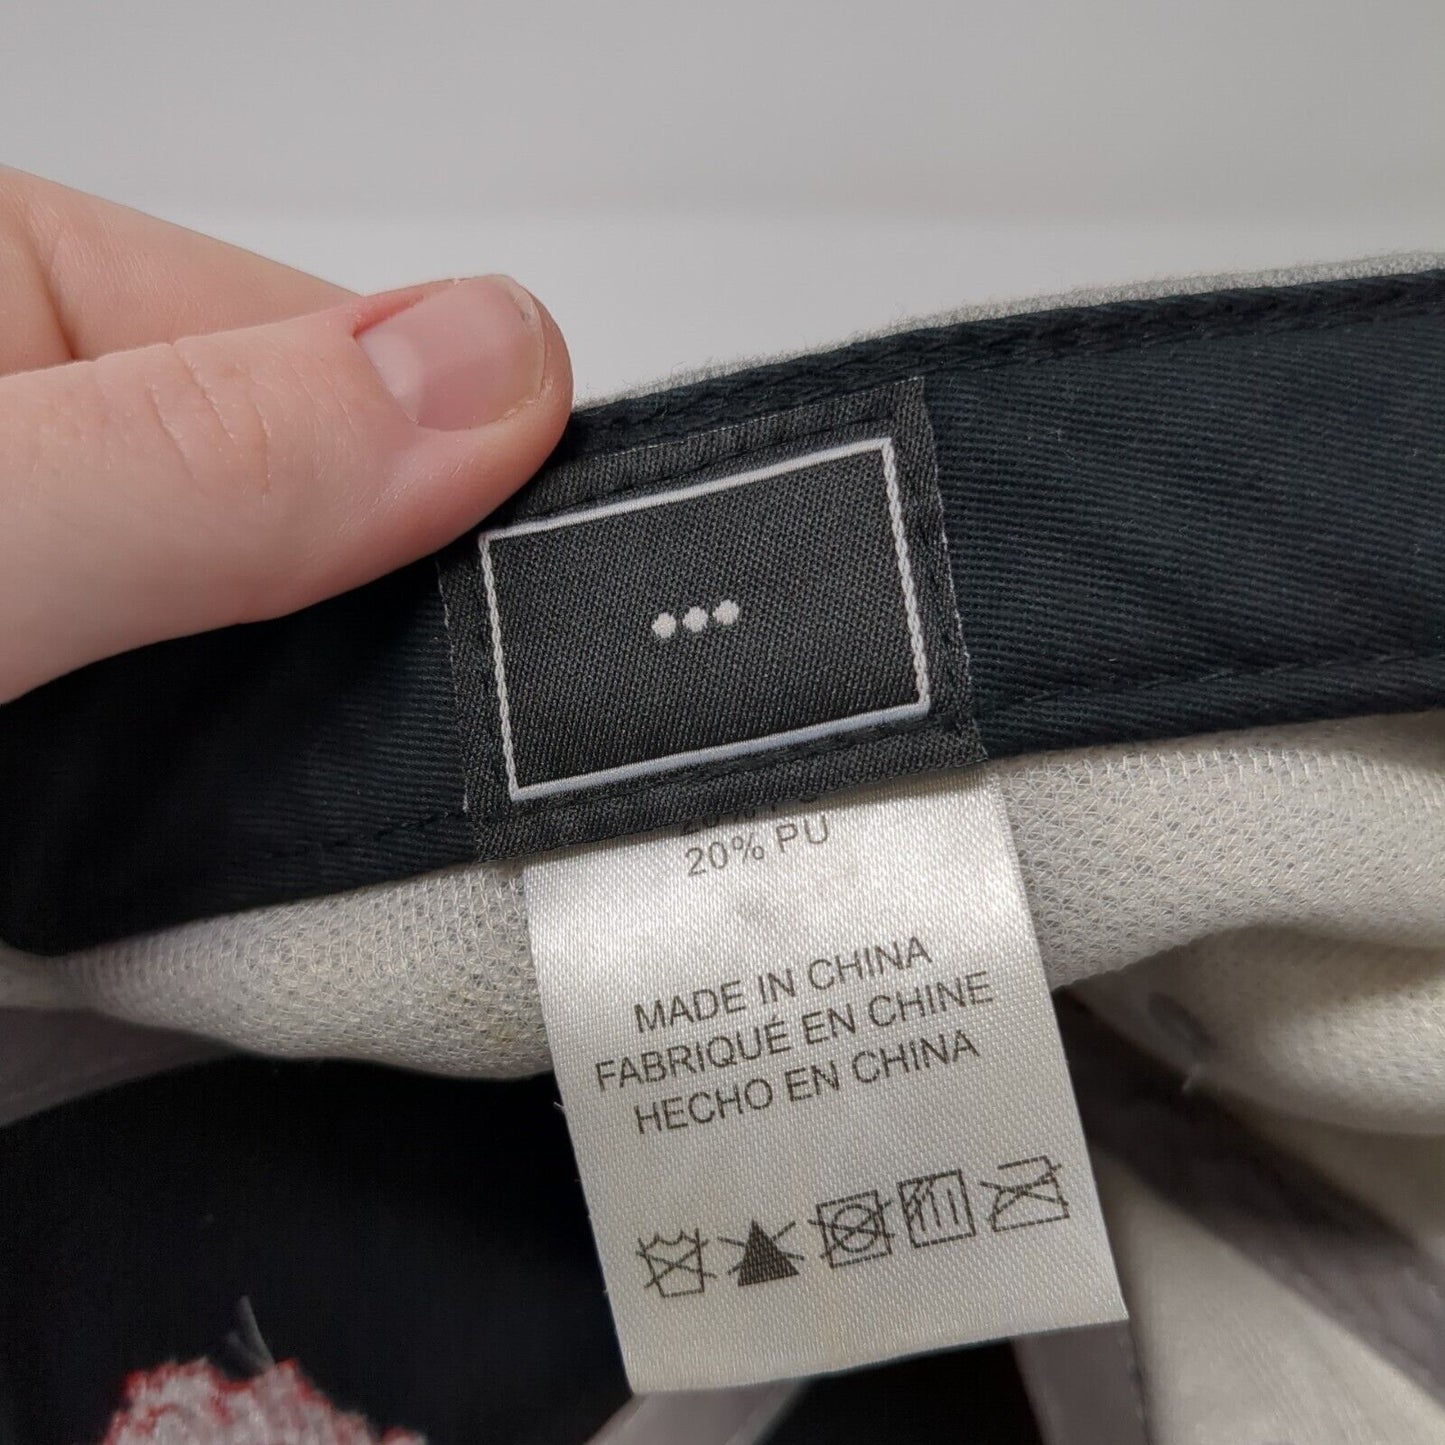 20% PU
MADE IN CHINA
FABRIQUÉ EN CHINE
HECHO EN CHINA